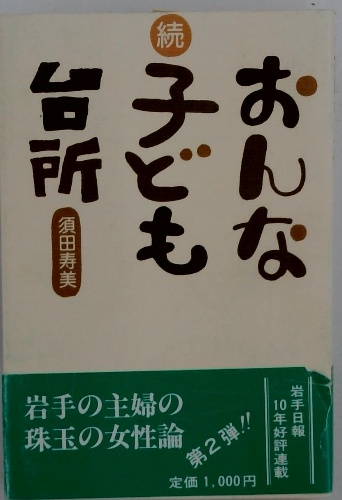 続
おんな
子ども
台所
須田寿美
岩手の主婦の
珠玉の女性論
第2弾!!
定価1,000円
岩手日報
10年好評連載